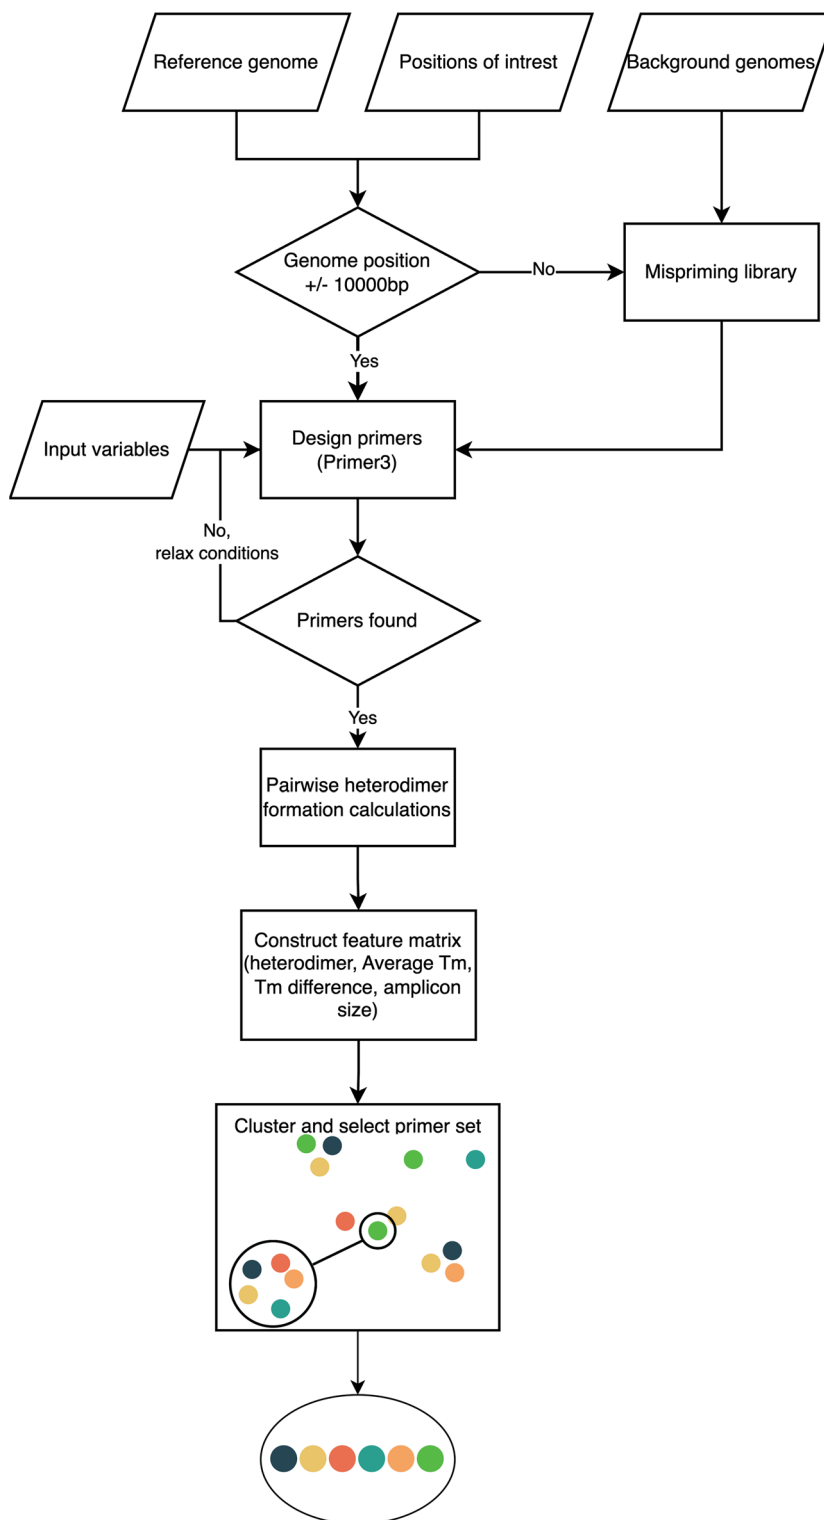 Reference genome
Positions of intrest
Background genomes
Genome position
+/- 10000bp
No
Mispriming library
Yes
Input variables
Design primers
(Primer3)
No,
relax conditions
Primers found
Yes
Pairwise heterodimer
formation calculations
Construct feature matrix
(heterodimer, Average Tm,
Tm difference, amplicon
size)
Cluster and select primer set